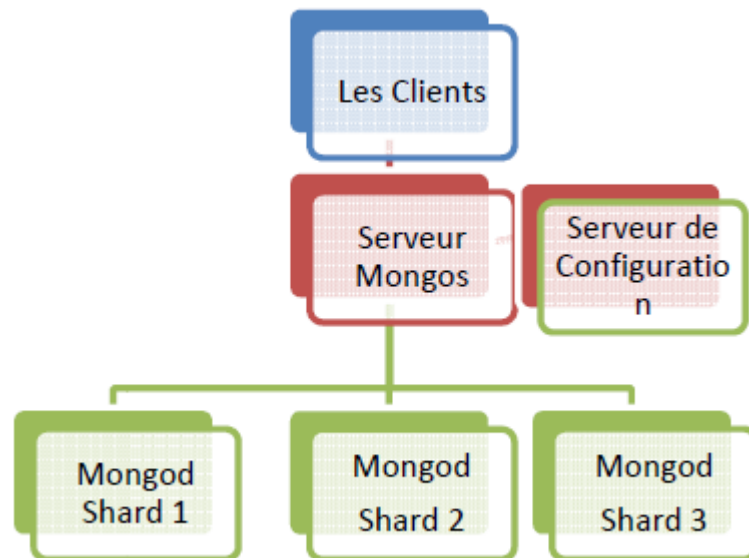 Les Clients
Serveur
Mongos
Serveur de
Configuratio
n
Mongod
Shard 1
Mongod
Shard 2
Mongod
Shard 3